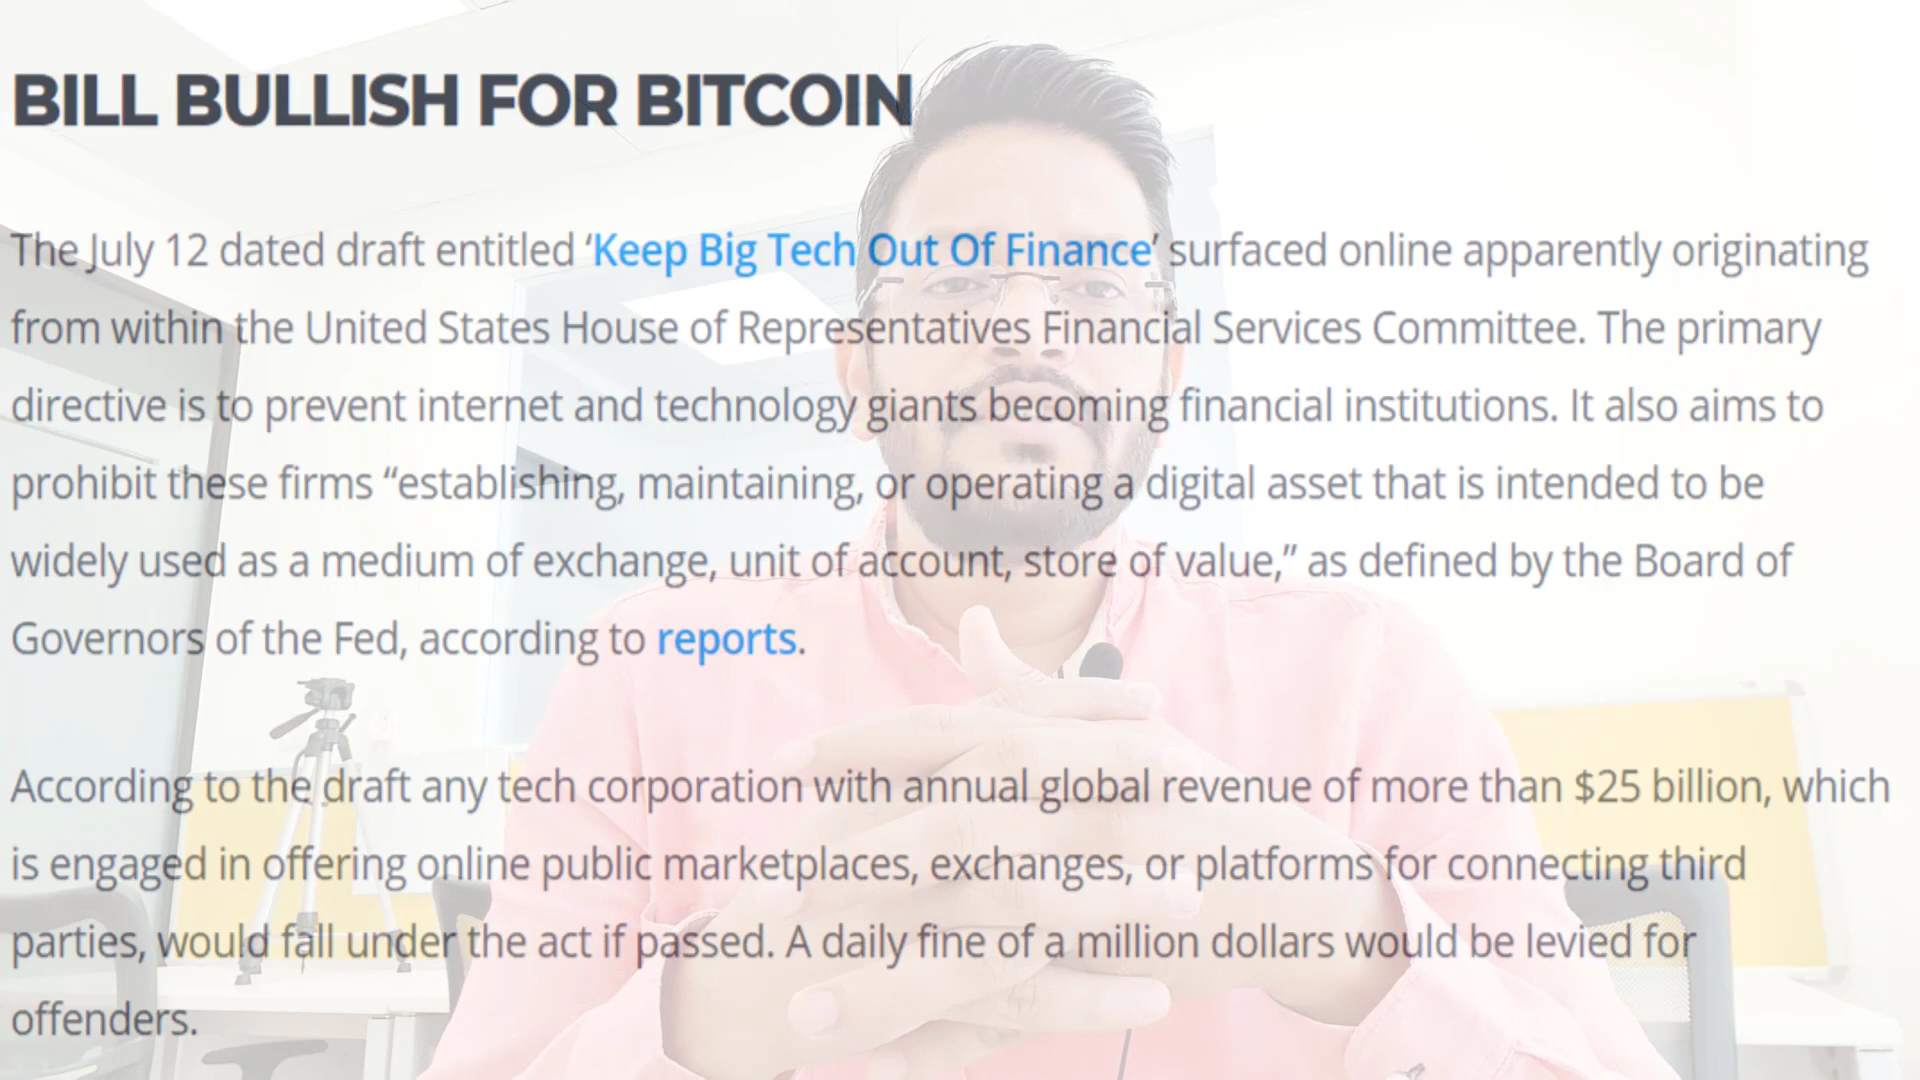 BILL BULLISH FOR BITCOIN
The July 12 dated draft entitled ‘Keep Big Tech Out Of Finance’ surfaced online apparently originating
from within the United States House of Representatives Financial Services Committee. The primary
directive is to prevent internet and technology giants becoming financial institutions. It also aims to
prohibit these firms “establishing, maintaining, or operating a digital asset that is intended to be
widely used as a medium of exchange, unit of account, store of value,” as defined by the Board of
Governors of the Fed, according to reports.
According to the draft any tech corporation with annual global revenue of more than $25 billion, which
is engaged in offering online public marketplaces, exchanges, or platforms for connecting third
parties, would fall under the act if passed. A daily fine of a million dollars would be levied for
offenders.